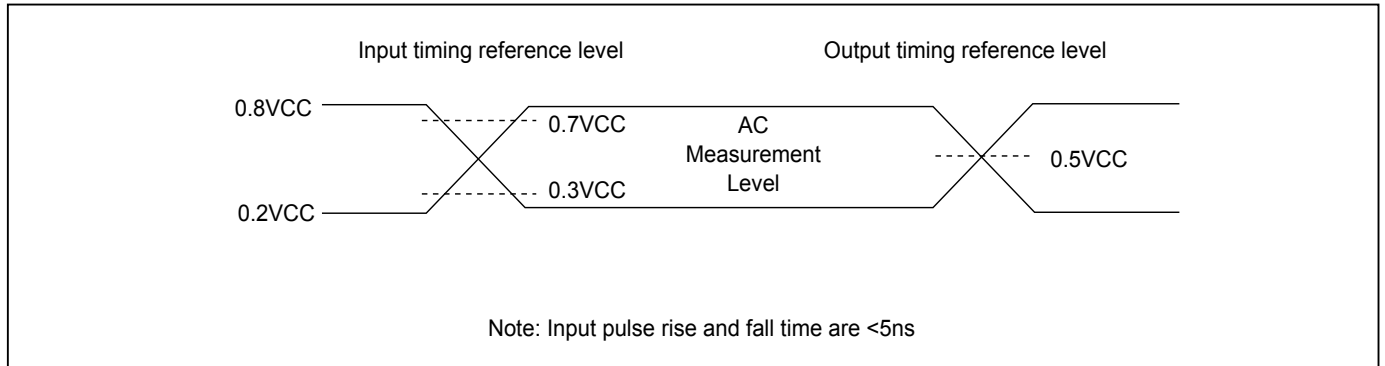 Input timing reference level
Output timing reference level
0.8VCC
0.7VCC
AC
Measurement
Level
0.5VCC
0.3VCC
0.2VCC
Note: Input pulse rise and fall time are <5ns